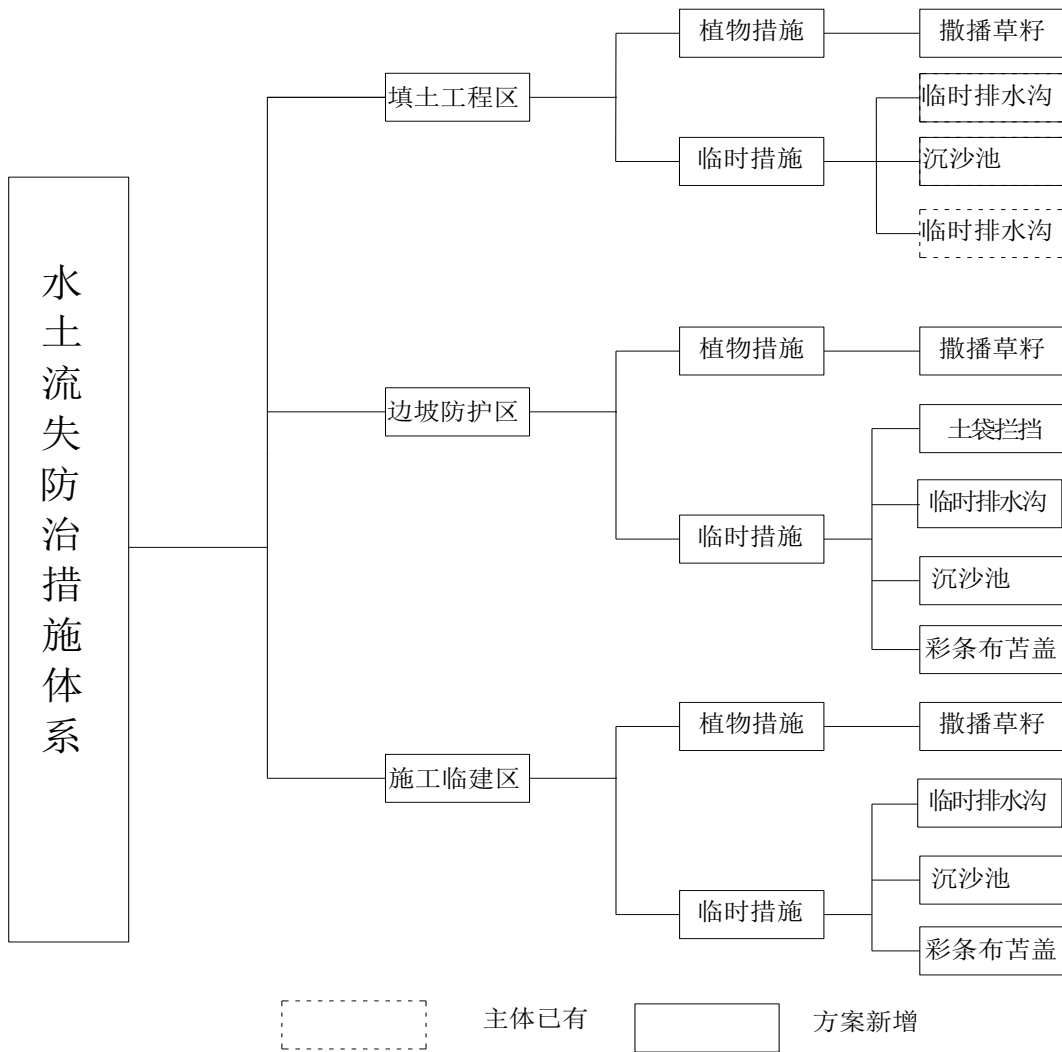 水土流失防治措施体系
填土工程区
植物措施
撒播草籽
临时措施
临时排水沟
沉沙池
临时排水沟
边坡防护区
植物措施
撒播草籽
临时措施
土袋拦挡
临时排水沟
沉沙池
彩条布苫盖
施工临建区
植物措施
撒播草籽
临时措施
临时排水沟
沉沙池
彩条布苫盖
主体已有
方案新增